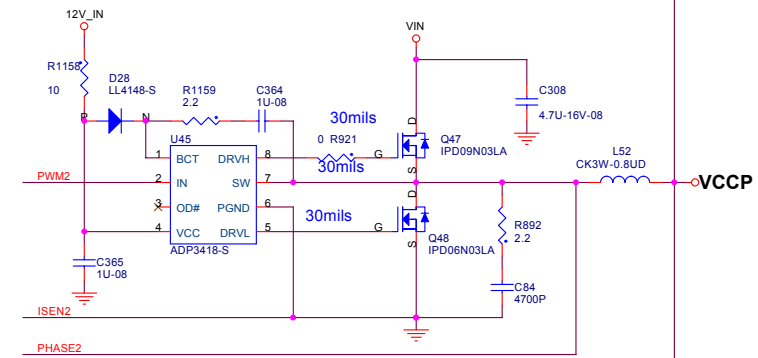 12V_IN
VIN
R1158
10
D28
LL4148-S
P
N
R1159
2.2
C364
1U-08
C308
4.7U-16V-08
30mils
0 R921
30mils
D
G
S
Q47
IPD09N03LA
U45
1
BCT
DRVH
8
2
IN
SW
7
3
OD#
PGND
6
4
VCC
DRVL
5
ADP3418-S
PWM2
L52
CK3W-0.8UD
VCCP
30mils
D
G
S
Q48
IPD06N03LA
R892
2.2
C84
4700P
C365
1U-08
ISEN2
PHASE2